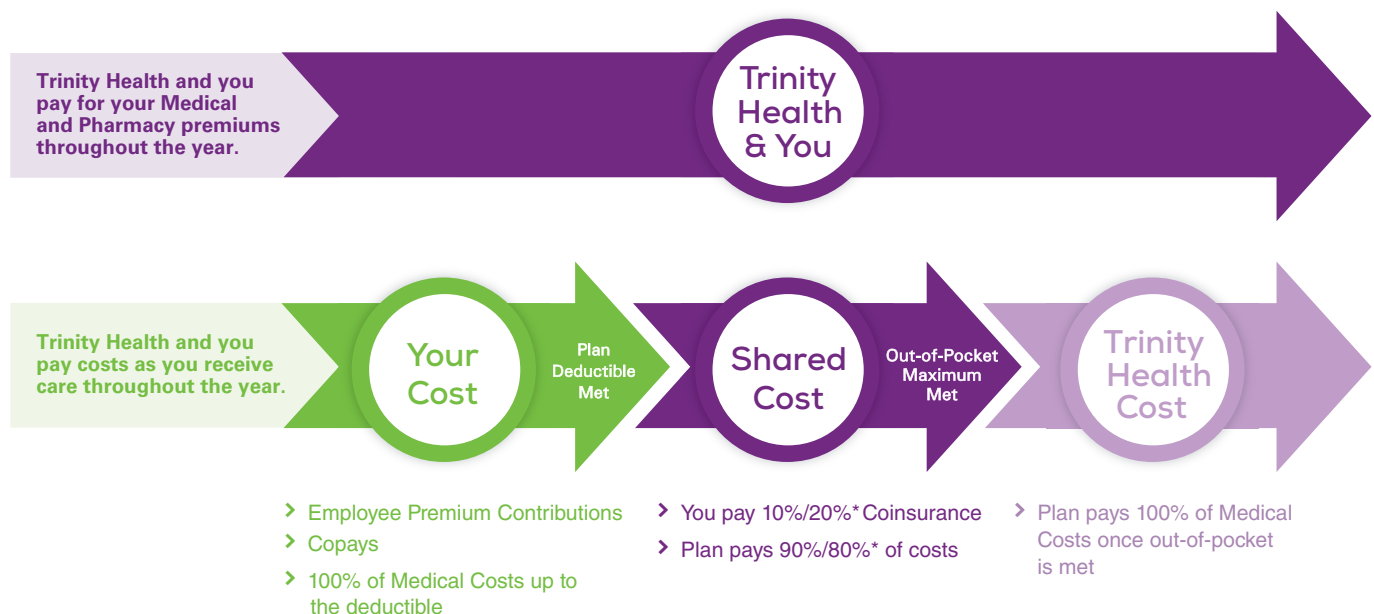 Trinity Health and you
pay for your Medical
and Pharmacy premiums
throughout the year.
Trinity
Health
& You
Trinity Health and you
pay costs as you receive
care throughout the year.
Your
Cost
Plan
Deductible
Met
Shared
Cost
Out-of-Pocket
Maximum
Met
Trinity
Health
Cost
> Employee Premium Contributions
> Copays
> 100% of Medical Costs up to
the deductible
> You pay 10%/20%* Coinsurance
> Plan pays 90%/80%* of costs
> Plan pays 100% of Medical
Costs once out-of-pocket
is met